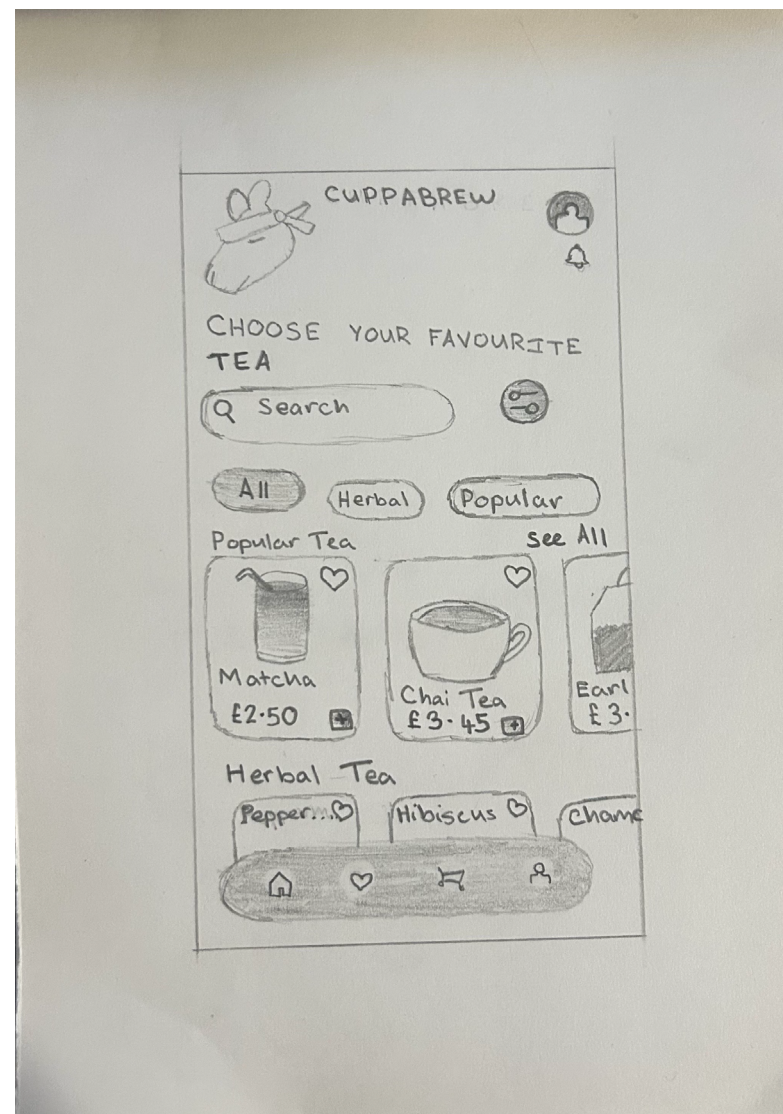 CUPPABREW
CHOOSE YOUR FAVOURITE
TEA
Search
All
Herbal
Popular
Popular Tea
See All
Matcha
£2.50
Chai Tea
£3.45
Earl
£3.
Herbal Tea
Pepper...
Hibiscus
Chamc